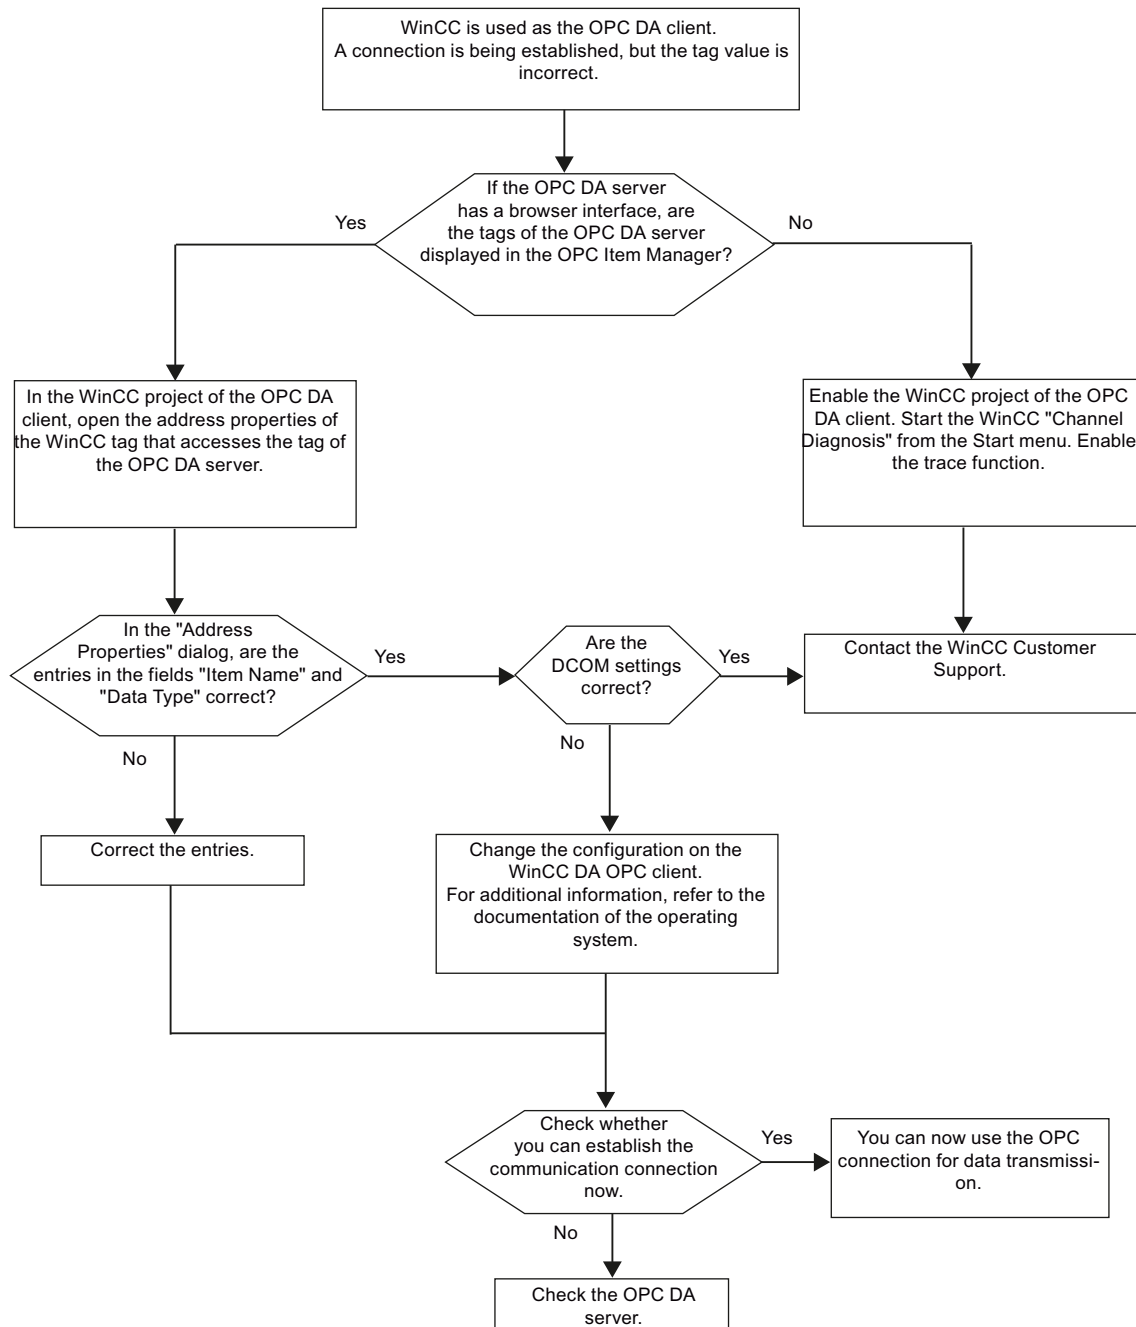 WinCC is used as the OPC DA client.
A connection is being established, but the tag value is
incorrect.
If the OPC DA server
has a browser interface, are
the tags of the OPC DA server
displayed in the OPC Item Manager?
Yes
No
In the WinCC project of the OPC DA
client, open the address properties of
the WinCC tag that accesses the tag of
the OPC DA server.
Enable the WinCC project of the OPC
DA client. Start the WinCC "Channel
Diagnosis" from the Start menu. Enable
the trace function.
In the "Address
Properties" dialog, are the
entries in the fields "Item Name" and
"Data Type" correct?
Yes
No
Are the
DCOM settings
correct?
Yes
No
Contact the WinCC Customer
Support.
Correct the entries.
Change the configuration on the
WinCC DA OPC client.
For additional information, refer to the
documentation of the operating
system.
Check whether
you can establish the
communication connection
now.
Yes
No
You can now use the OPC
connection for data transmissi-
on.
Check the OPC DA
server.